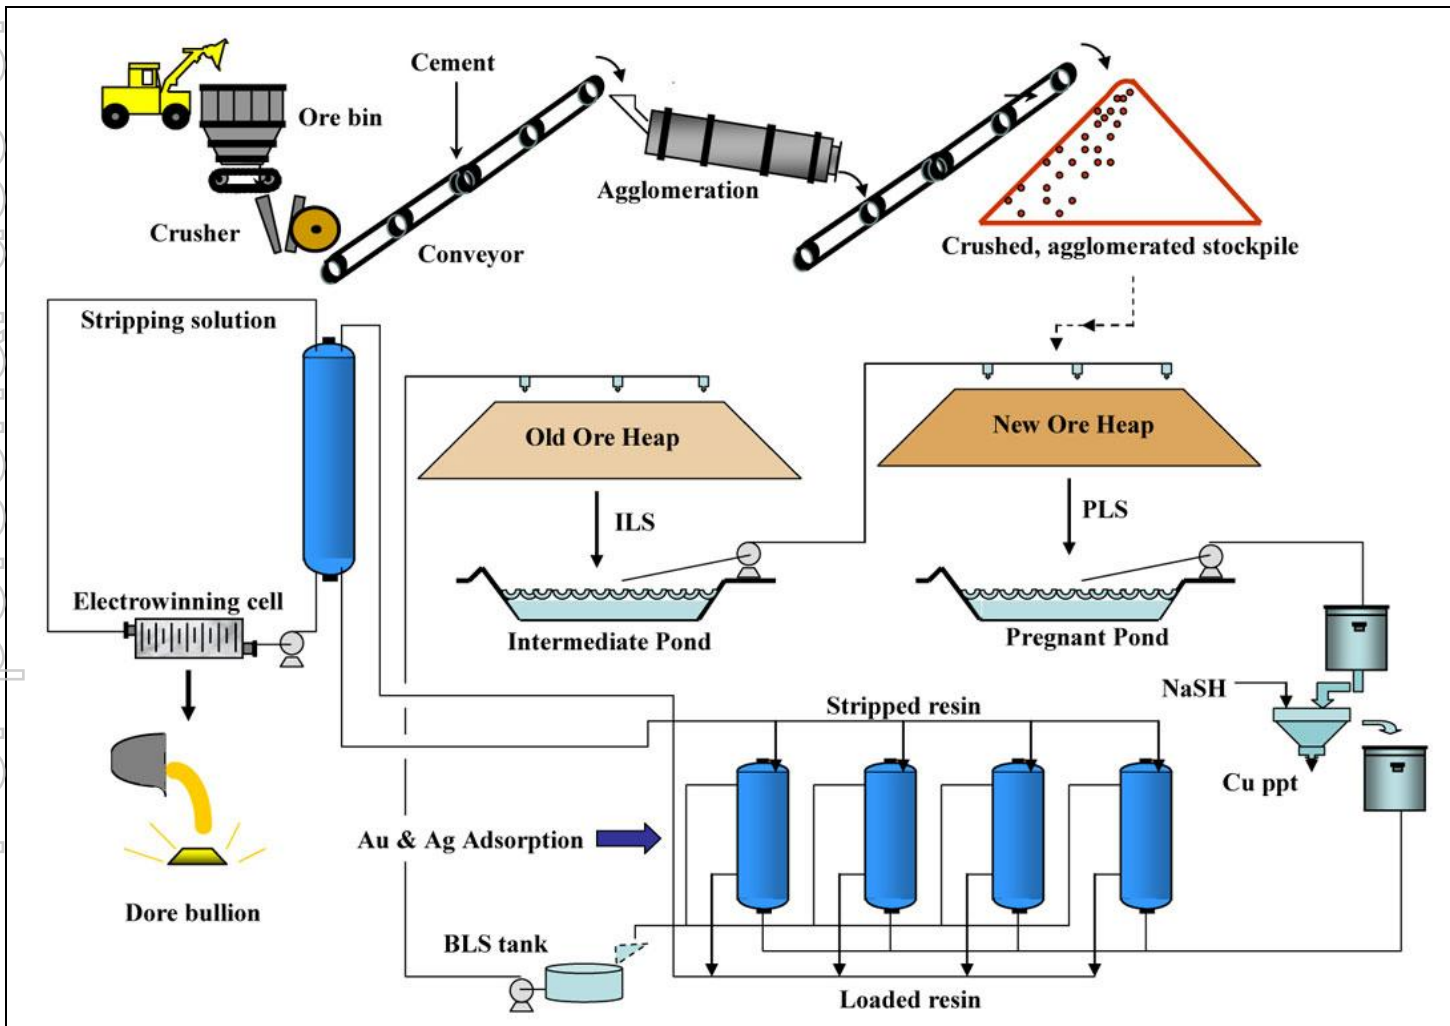 Cement
Ore bin
Crusher
Conveyor
Agglomeration
Crushed, agglomerated stockpile
Stripping solution
Old Ore Heap
New Ore Heap
ILS
PLS
Electrowinning cell
Intermediate Pond
Pregnant Pond
NaSH
Stripped resin
Cu ppt
Au & Ag Adsorption
Dore bullion
BLS tank
Loaded resin